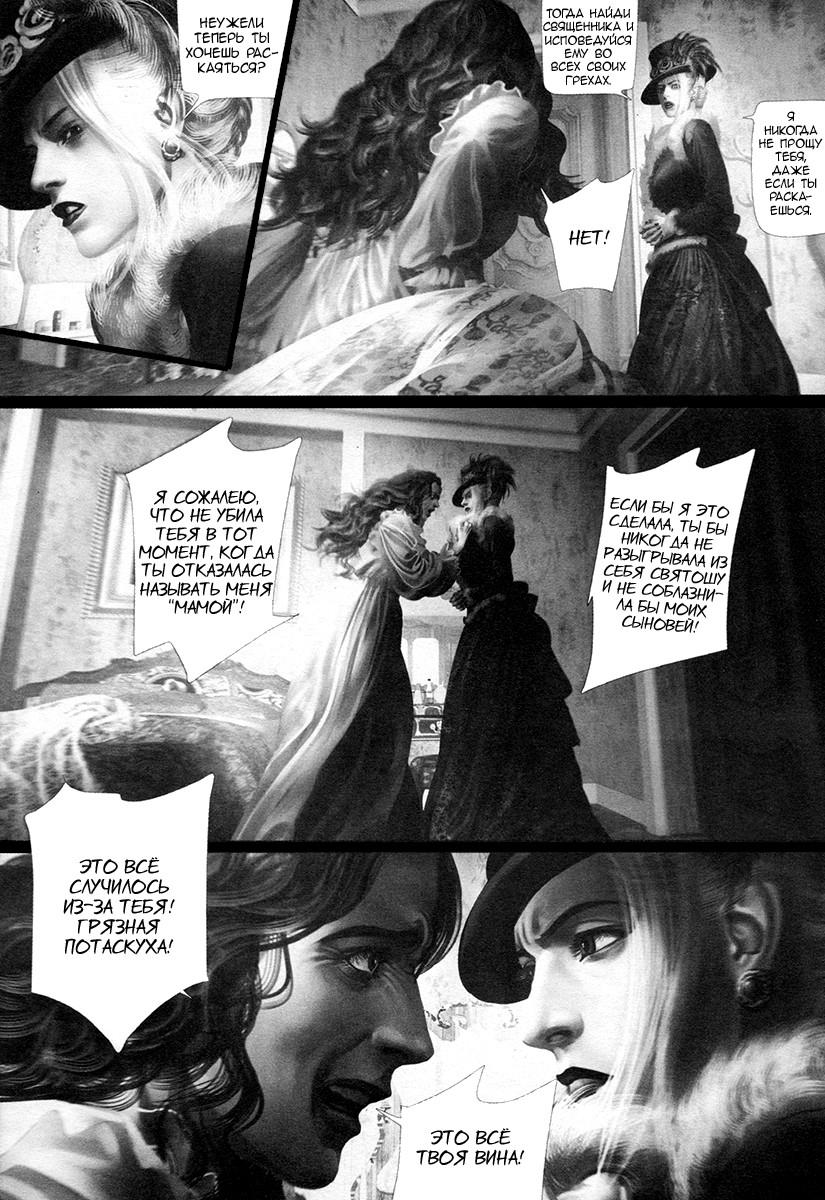 НЕУЖЕЛИ
ТЕПЕРЬ ТЫ
ХОЧЕШЬ РАС-
КАЯТЬСЯ?
ТОГДА НАЙДИ
СВЯЩЕННИКА И
ИСПОВЕДУЙСЯ
ЕМУ ВО
ВСЕХ СВОИХ
ГРЕХАХ.
Я
НИКОГДА
НЕ ПРОЩУ
ТЕБЯ,
ДАЖЕ
ЕСЛИ ТЫ
РАСКА-
ЕШЬСЯ.
НЕТ!
Я СОЖАЛЕЮ,
ЧТО НЕ УБИЛА
ТЕБЯ В ТОТ
МОМЕНТ, КОГДА
ТЫ ОТКАЗАЛАСЬ
НАЗЫВАТЬ МЕНЯ
"МАМОЙ"!
ЕСЛИ БЫ Я ЭТО
СДЕЛАЛА, ТЫ БЫ
НИКОГДА НЕ
РАЗЫГРЫВАЛА ИЗ
СЕБЯ СВЯТОШУ
И НЕ СОБЛАЗНИ-
ЛА БЫ МОИХ
СЫНОВЕЙ!
ЭТО ВСЁ
СЛУЧИЛОСЬ
ИЗ-ЗА ТЕБЯ!
ГРЯЗНАЯ
ПОТАСКУХА!
ЭТО ВСЁ
ТВОЯ ВИНА!